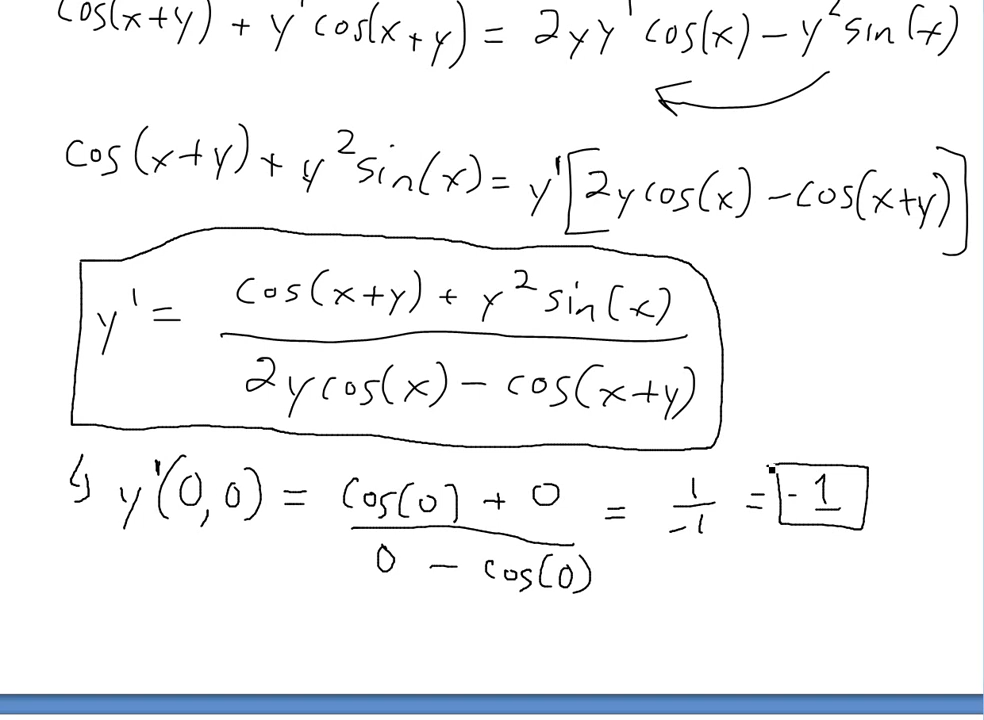 cos(x+y) + y' cos(x+y) = 2yy' cos(x) - y² sin(x)
cos(x+y) + y² sin(x) = y'[2y cos(x) - cos(x+y)]
y' = (cos(x+y) + y² sin(x)) / (2y cos(x) - cos(x+y))
↳ y'(0,0) = (cos(0) + 0) / (0 - cos(0)) = 1/-1 = -1